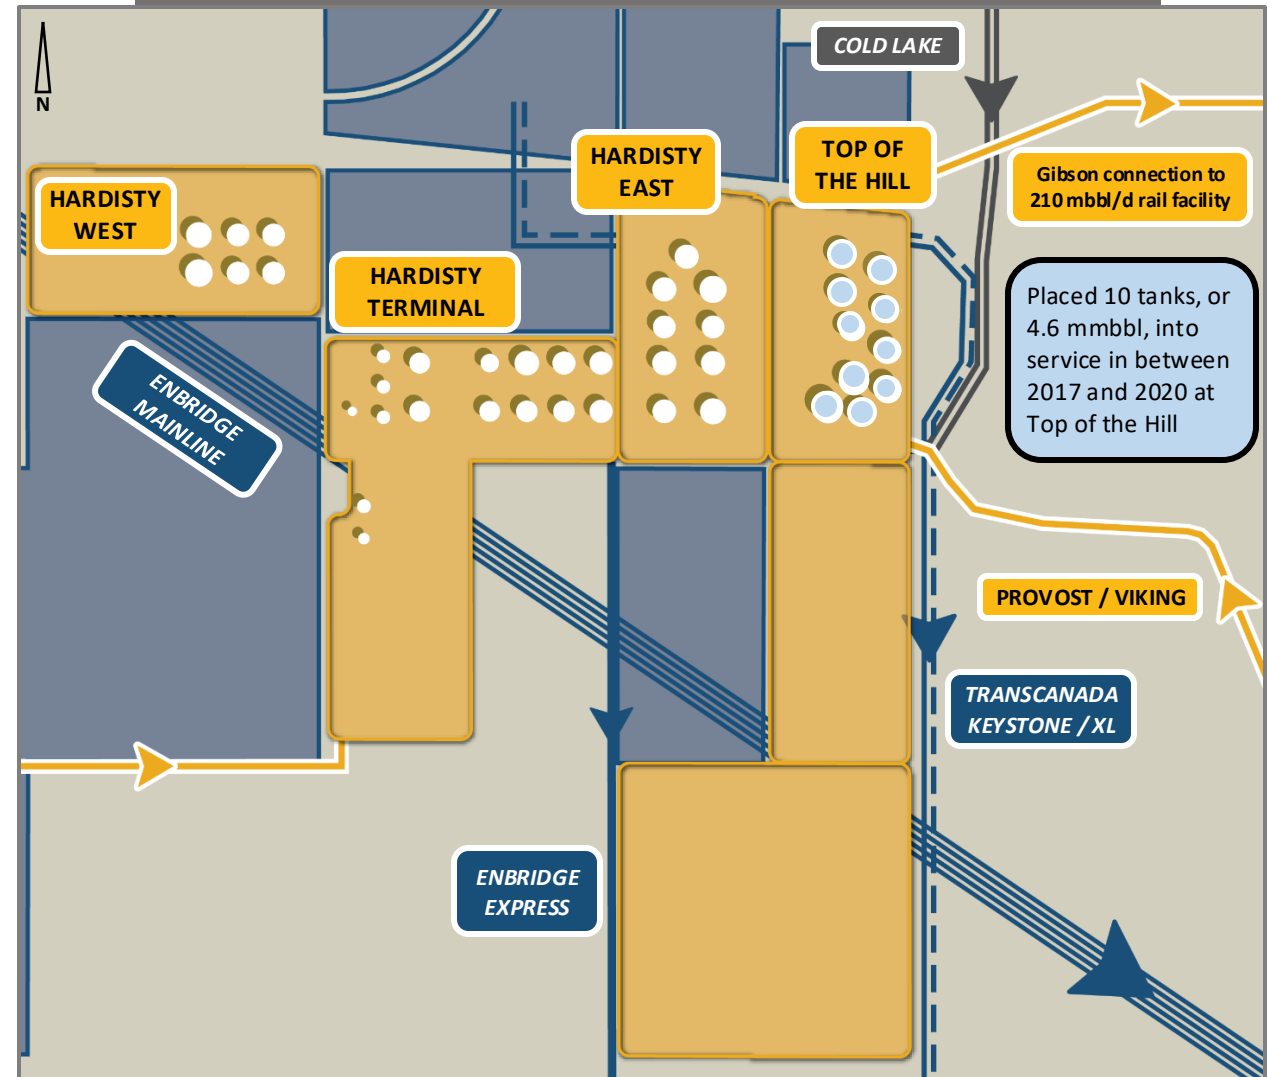 COLD LAKE
N
HARDISTY
EAST
TOP OF
THE HILL
Gibson connection to
210 mbbl/d rail facility
HARDISTY
WEST
HARDISTY
TERMINAL
Placed 10 tanks, or
4.6 mmbbl, into
service in between
2017 and 2020 at
Top of the Hill
ENBRIDGE
MAINLINE
PROVOST / VIKING
TRANSCANADA
KEYSTONE / XL
ENBRIDGE
EXPRESS